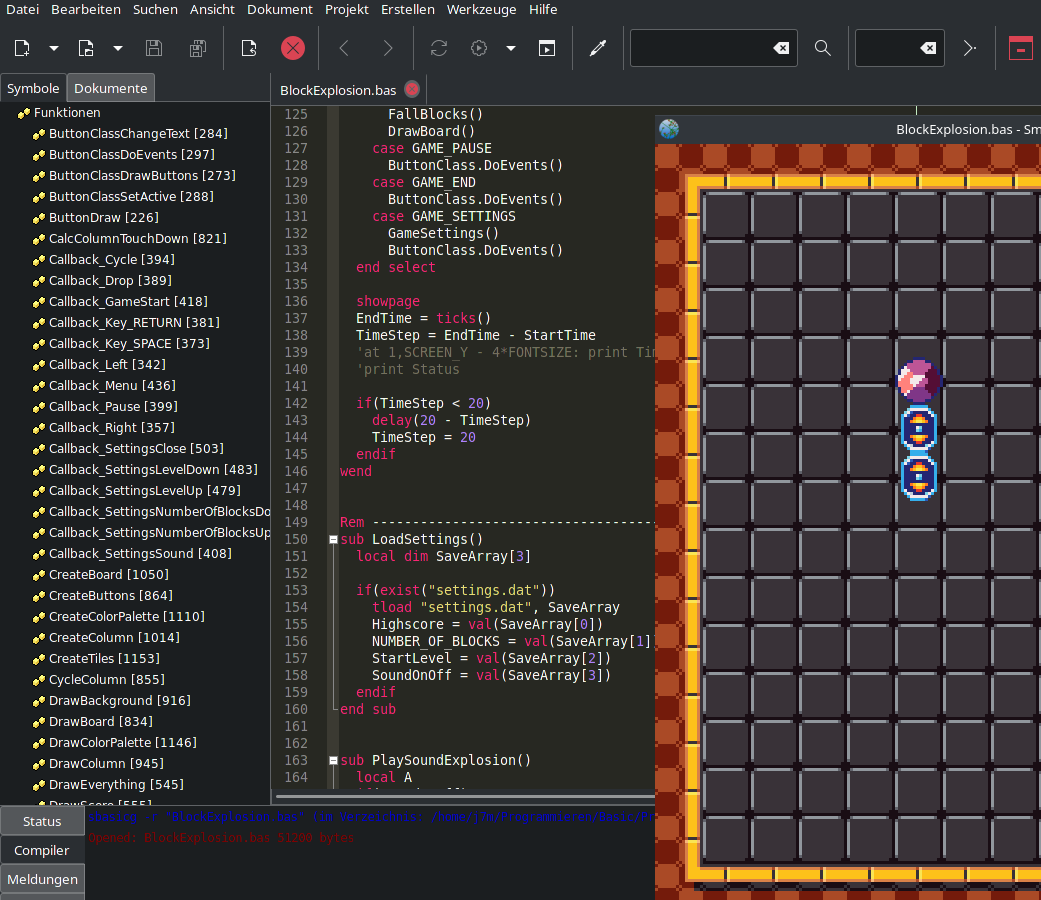 Datei Bearbeiten Suchen Ansicht Dokument Projekt Erstellen Werkzeuge Hilfe
Symbole Dokumente
Funktionen
ButtonClassChangeText [284]
ButtonClassDoEvents [297]
ButtonClassDrawButtons [273]
ButtonClassSetActive [288]
ButtonDraw [226]
CalcColumnTouchDown [821]
Callback_Cycle [394]
Callback_Drop [389]
Callback_GameStart [418]
Callback_Key_RETURN [381]
Callback_Key_SPACE [373]
Callback_Left [342]
Callback_Menu [436]
Callback_Pause [399]
Callback_Right [357]
Callback_SettingsClose [503]
Callback_SettingsLevelDown [483]
Callback_SettingsLevelUp [479]
Callback_SettingsNumberOfBlocksDo
Callback_SettingsNumberOfBlocksUp
Callback_SettingsSound [408]
CreateBoard [1050]
CreateButtons [864]
CreateColorPalette [1110]
CreateColumn [1014]
CreateTiles [1153]
CycleColumn [855]
DrawBackground [916]
DrawBoard [834]
DrawColorPalette [1146]
DrawColumn [945]
DrawEverything [545]
DrawScore [555]
BlockExplosion.bas
125 FallBlocks()
126 DrawBoard()
127 case GAME_PAUSE
128 ButtonClass.DoEvents()
129 case GAME_END
130 ButtonClass.DoEvents()
131 case GAME_SETTINGS
132 GameSettings()
133 ButtonClass.DoEvents()
134 end select
135
136 showpage
137 EndTime = ticks()
138 TimeStep = EndTime - StartTime
139 'at 1,SCREEN_Y - 4*FONTSIZE: print Ti
140 'print Status
141
142 if(TimeStep < 20)
143 delay(20 - TimeStep)
144 TimeStep = 20
145 endif
146 wend
147
148
149 Rem -----------------------------------
150 sub LoadSettings()
151 local dim SaveArray[3]
152
153 if(exist("settings.dat"))
154 tload "settings.dat", SaveArray
155 Highscore = val(SaveArray[0])
156 NUMBER_OF_BLOCKS = val(SaveArray[1]
157 StartLevel = val(SaveArray[2])
158 SoundOnOff = val(SaveArray[3])
159 endif
160 end sub
161
162
163 sub PlaySoundExplosion()
164 local A
BlockExplosion.bas - Sm
Status
Compiler
Meldungen
"BlockExplosion.bas" (im Verzeichnis: /home/j7m/Programmieren/Basic/Pr
Opened: BlockExplosion.bas 51200 bytes